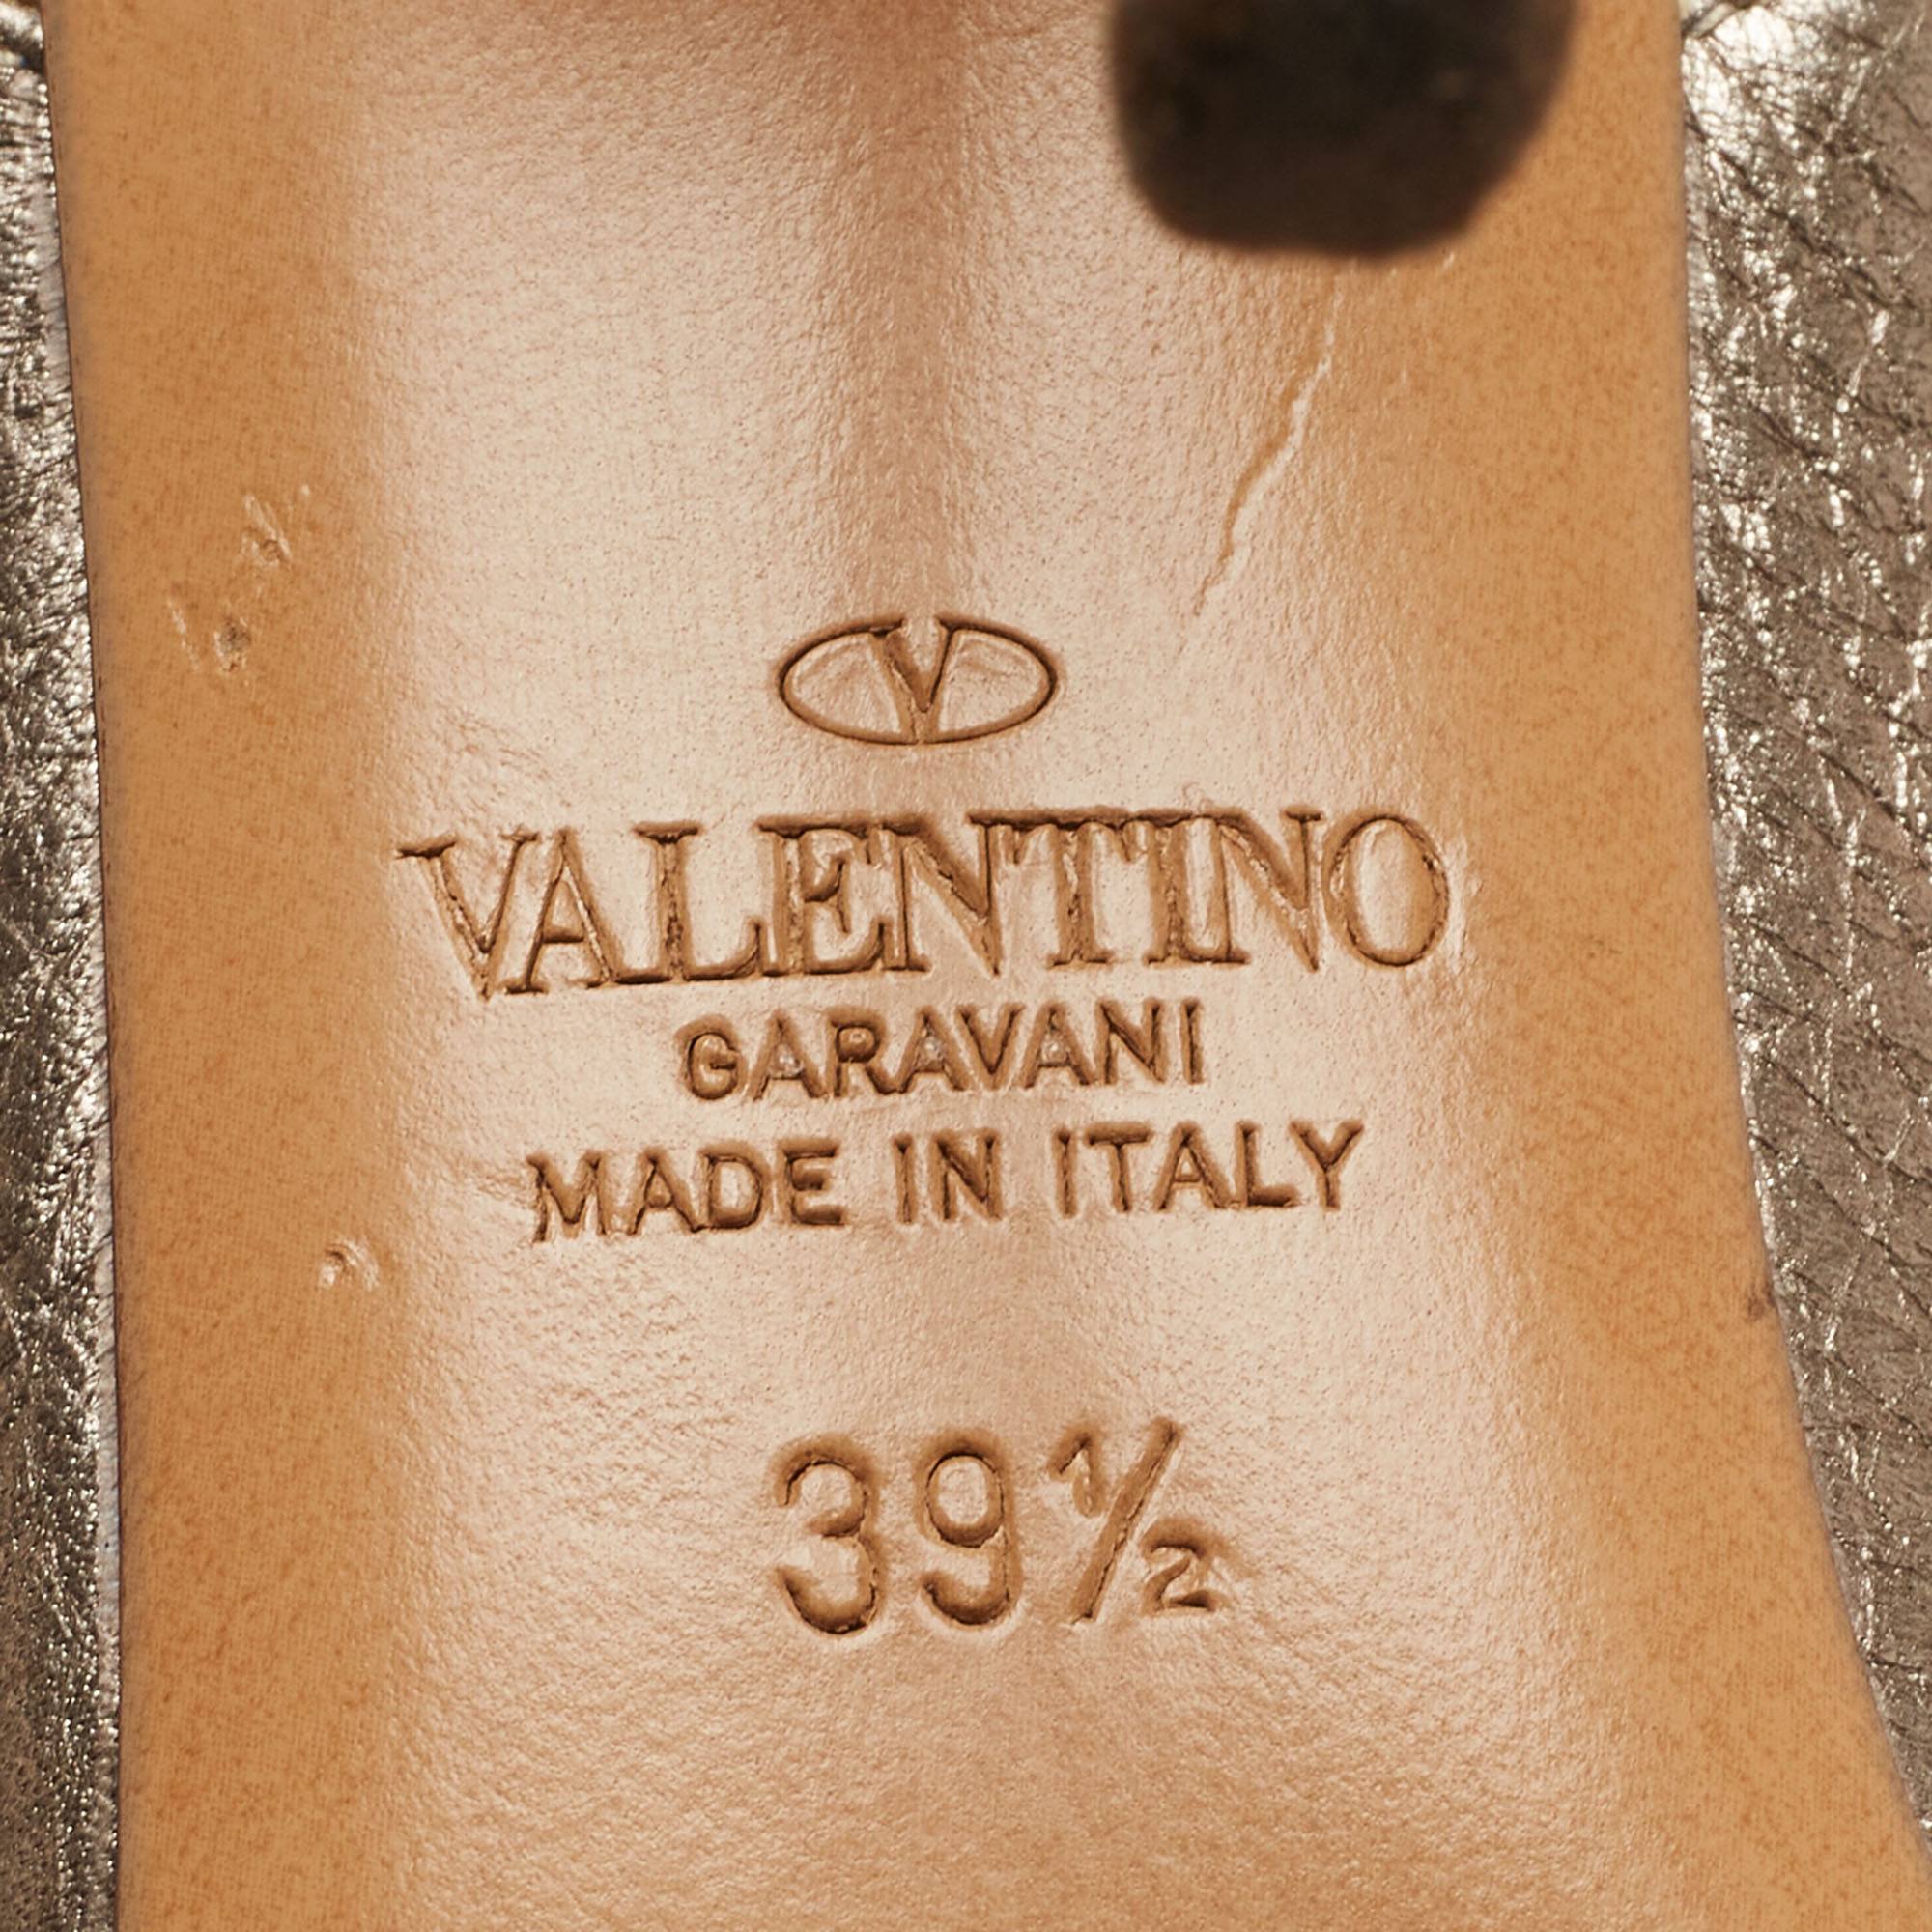 V
VALENTINO
GARAVANI
MADE IN ITALY
39½